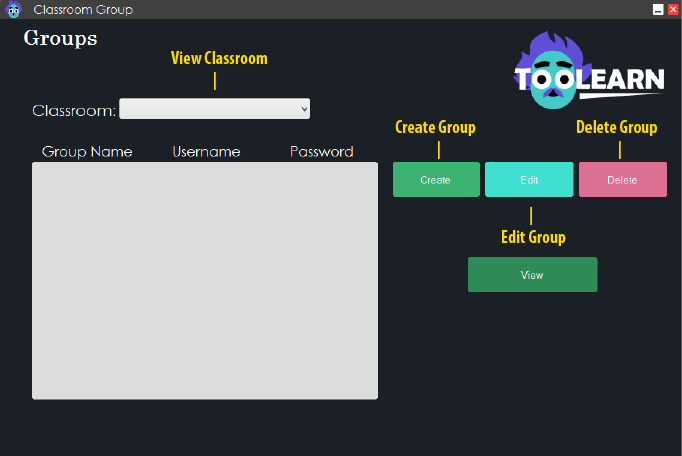 Classroom Group
Groups
View Classroom
TOOLEARN
Classroom:
Create Group
Delete Group
Group Name Username Password
Create Edit Delete
Edit Group
View